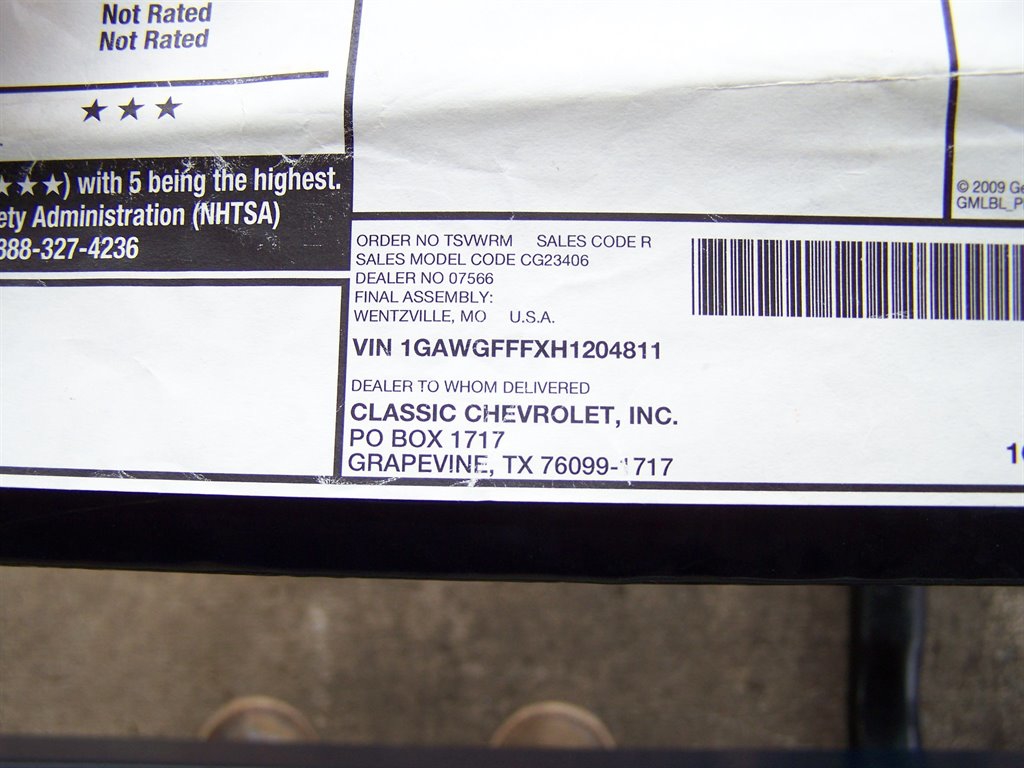 Not Rated
Not Rated
★★★
★★★) with 5 being the highest.
ety Administration (NHTSA)
888-327-4236
© 2009 Ge
GMLBL_P
ORDER NO TSVWRM SALES CODE R
SALES MODEL CODE CG23406
DEALER NO 07566
FINAL ASSEMBLY:
WENTZVILLE, MO U.S.A.
VIN 1GAWGFFFXH1204811
DEALER TO WHOM DELIVERED
CLASSIC CHEVROLET, INC.
PO BOX 1717
GRAPEVINE, TX 76099-1717